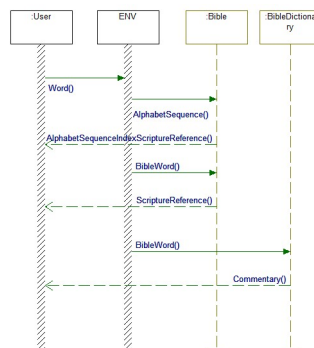 :User
ENV
:Bible
:BibleDictiona
ry
Word()
AlphabetSequence()
AlphabetSequenceIndexScriptureReference()
BibleWord()
ScriptureReference()
BibleWord()
Commentary()